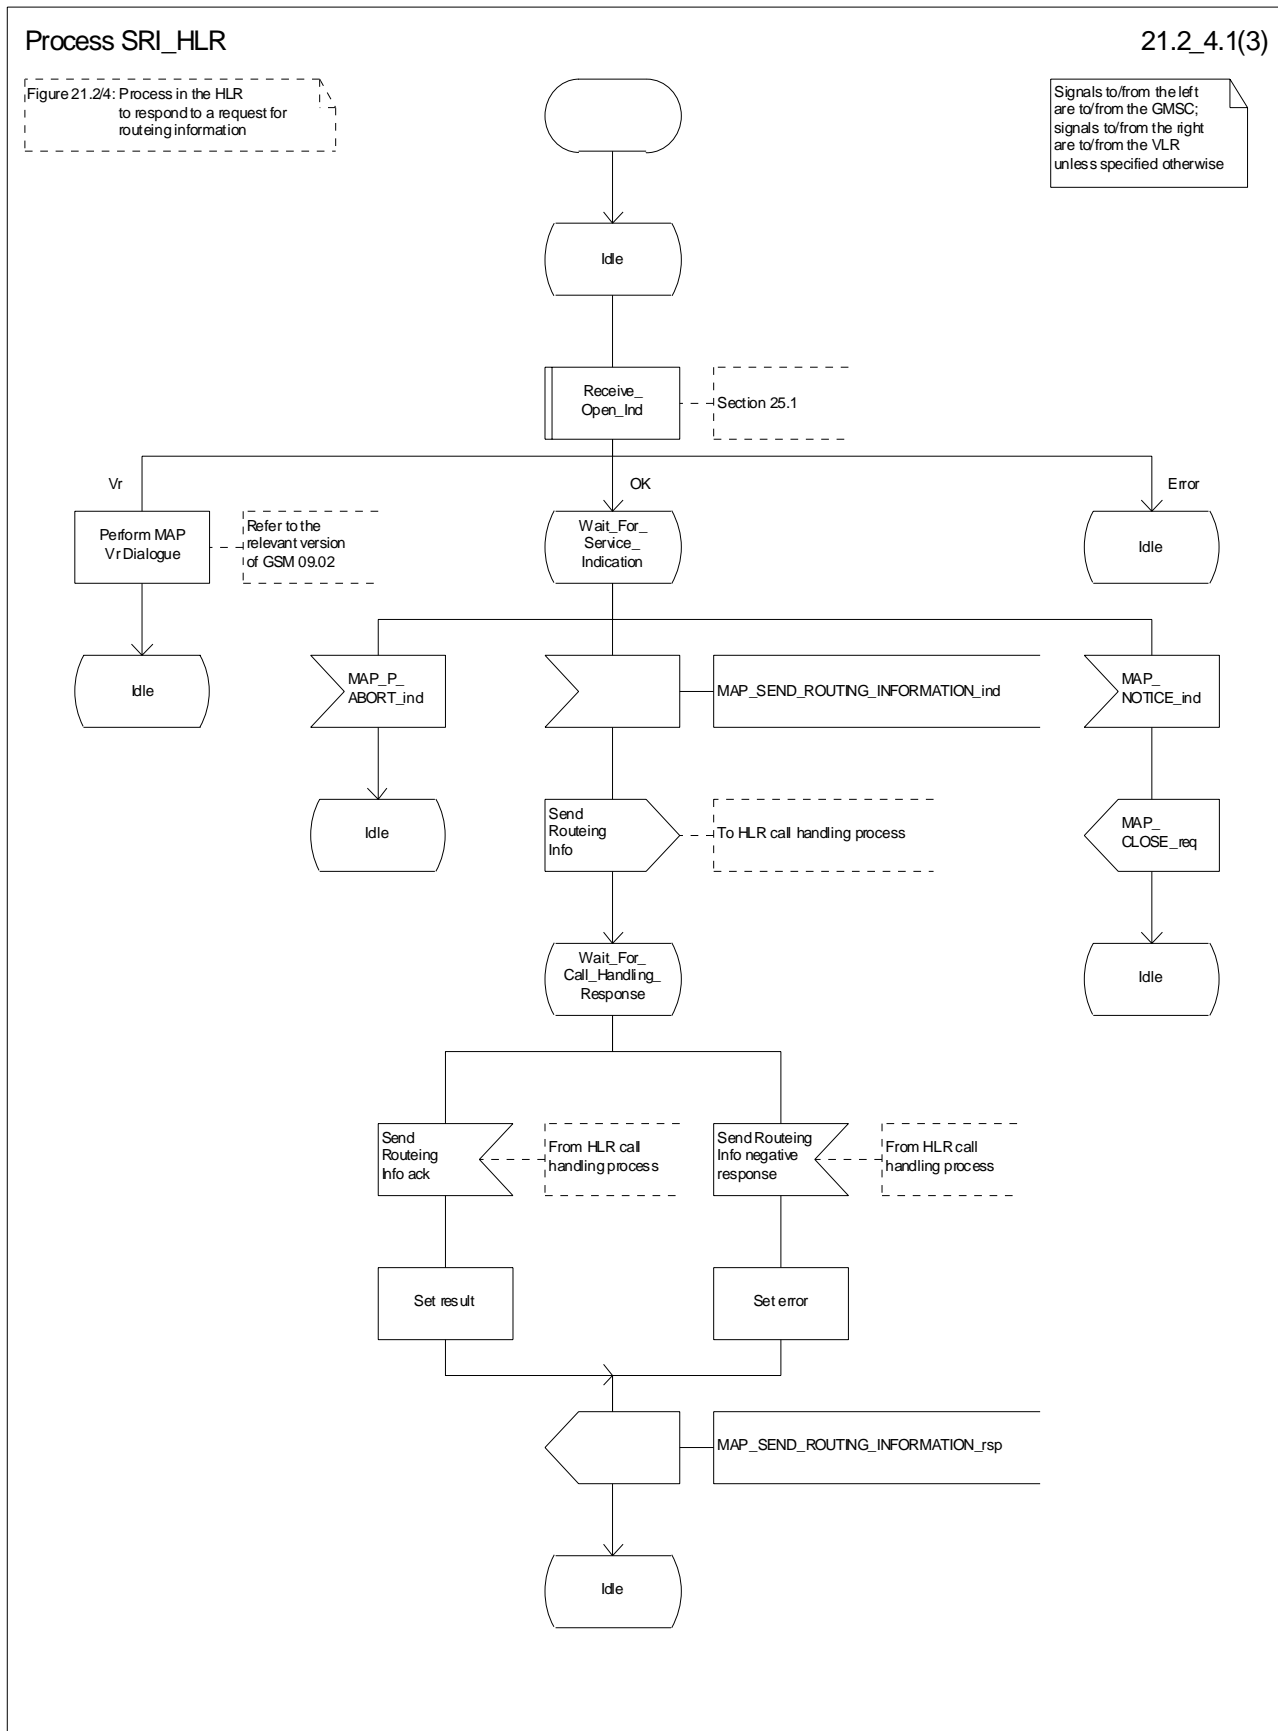 Process SRI_HLR
21.2_4.1(3)
Figure 21.2/4: Process in the HLR
to respond to a request for
routeing information
Signals to/from the left
are to/from the GMSC;
signals to/from the right
are to/from the VLR
unless specified otherwise
Idle
Receive_
Open_Ind
Section 25.1
Vr
OK
Error
Perform MAP
Vr Dialogue
Refer to the
relevant version
of GSM 09.02
Wait_For_
Service_
Indication
Idle
Idle
MAP_P_
ABORT_ind
MAP_SEND_ROUTING_INFORMATION_ind
MAP_
NOTICE_ind
Idle
Send
Routeing
Info
To HLR call handling process
MAP_
CLOSE_req
Wait_For_
Call_Handling_
Response
Idle
Send
Routeing
Info ack
From HLR call
handling process
Send Routeing
Info negative
response
From HLR call
handling process
Set result
Set error
MAP_SEND_ROUTING_INFORMATION_rsp
Idle